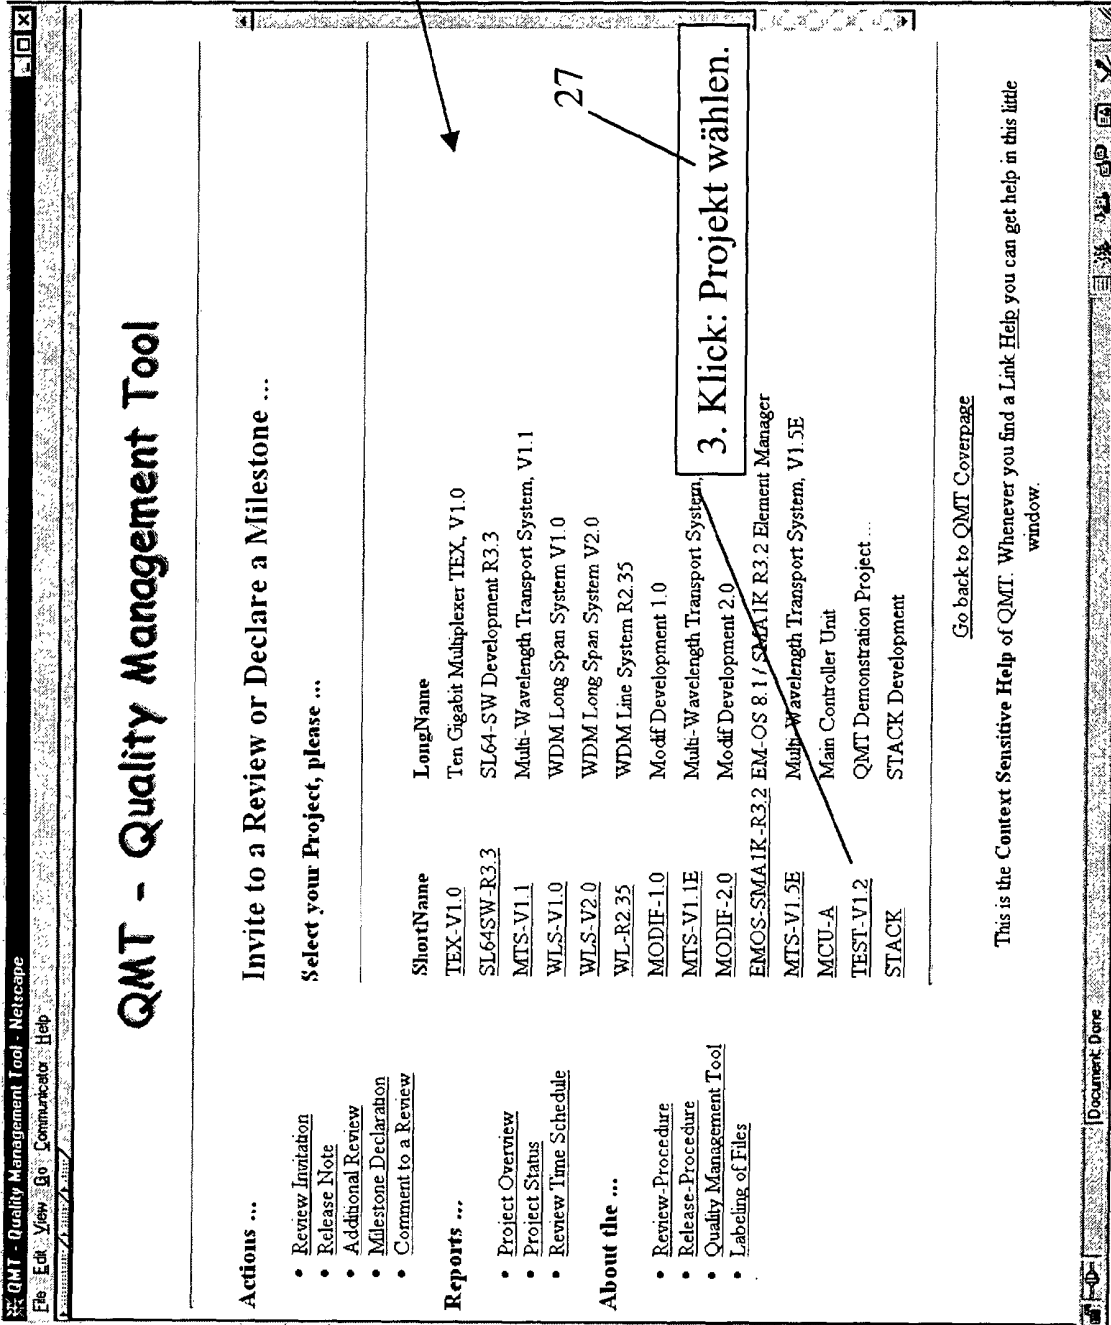 QMT - Quality Management Tool - Netscape
File Edit View Go Communicator Help
QMT - Quality Management Tool
Actions ...
• Review Invitation
• Release Note
• Additional Review
• Milestone Declaration
• Comment to a Review
Reports ...
• Project Overview
• Project Status
• Review Time Schedule
About the ...
• Review-Procedure
• Release-Procedure
• Quality Management Tool
• Labeling of Files
Invite to a Review or Declare a Milestone ...
Select your Project, please ...
ShortName LongName
TEX-V1.0 Ten Gigabit Multiplexer TEX, V1.0
SL64SW-R3.3 SL64-SW Development R3.3
MTS-V1.1 Multi-Wavelength Transport System, V1.1
WLS-V1.0 WDM Long Span System V1.0
WLS-V2.0 WDM Long Span System V2.0
WL-R2.35 WDM Line System R2.35
MODIF-1.0 Modif Development 1.0
MTS-V1.1E Multi-Wavelength Transport System,
MODIF-2.0 Modif Development 2.0
EMOS-SMA1K-R3.2 EM-OS 8.1 / SMA1K R3.2 Element Manager
MTS-V1.5E Multi-Wavelength Transport System, V1.5E
MCU-A Main Controller Unit
TEST-V1.2 QMT Demonstration Project...
STACK STACK Development
27
3. Klick: Projekt wählen.
Go back to QMT Coverpage
This is the Context Sensitive Help of QMT. Whenever you find a Link Help you can get help in this little
window.
Document: Done